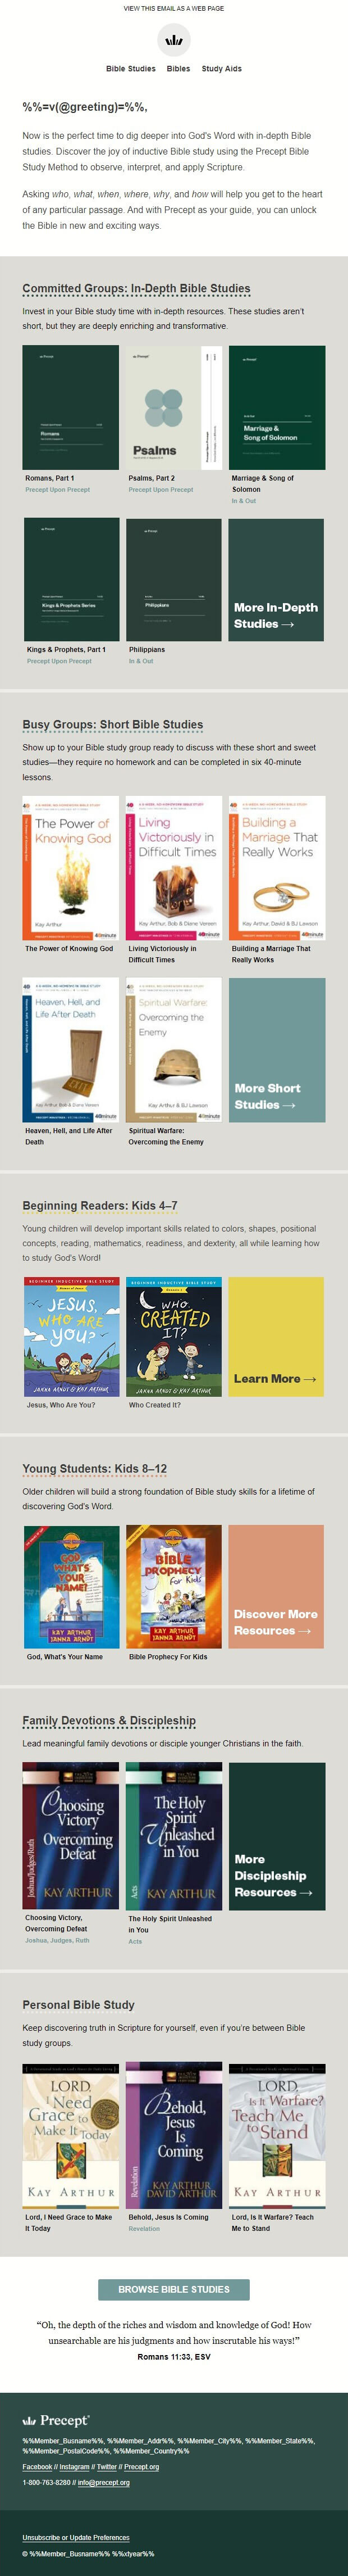 VIEW THIS EMAIL AS A WEB PAGE
Bible Studies Bibles Study Aids
%%=v(@greeting)=%%,
Now is the perfect time to dig deeper into God's Word with in-depth Bible
studies. Discover the joy of inductive Bible study using the Precept Bible
Study Method to observe, interpret, and apply Scripture.
Asking who, what, when, where, why, and how will help you get to the heart
of any particular passage. And with Precept as your guide, you can unlock
the Bible in new and exciting ways.
Committed Groups: In-Depth Bible Studies
Invest in your Bible study time with in-depth resources. These studies aren't
short, but they are deeply enriching and transformative.
Romans
Psalms
Marriage &
Song of Solomon
Romans, Part 1
Precept Upon Precept
Psalms, Part 2
Precept Upon Precept
Marriage & Song of
Solomon
In & Out
Kings & Prophets Series
Philippians
More In-Depth
Studies →
Kings & Prophets, Part 1
Precept Upon Precept
Philippians
In & Out
Busy Groups: Short Bible Studies
Show up to your Bible study group ready to discuss with these short and sweet
studies—they require no homework and can be completed in six 40-minute
lessons.
The Power of
Knowing God
Kay Arthur
40minute
Living
Victoriously in
Difficult Times
Kay Arthur, Bob & Diane Vereen
40minute
Building a
Marriage That
Really Works
Kay Arthur, David & BJ Lawson
40minute
The Power of Knowing God
Living Victoriously in
Difficult Times
Building a Marriage That
Really Works
Heaven, Hell, and
Life After Death
Kay Arthur, Bob & Diane Vereen
40minute
Spiritual Warfare:
Overcoming the
Enemy
Kay Arthur & BJ Lawson
40minute
More Short
Studies →
Heaven, Hell, and Life After
Death
Spiritual Warfare:
Overcoming the Enemy
Beginning Readers: Kids 4–7
Young children will develop important skills related to colors, shapes, positional
concepts, reading, mathematics, readiness, and dexterity, all while learning how
to study God's Word!
BEGINNER INDUCTIVE BIBLE STUDY
JESUS,
WHO ARE
YOU?
JANNA ARNDT & KAY ARTHUR
BEGINNER INDUCTIVE BIBLE STUDY
WHO
CREATED
IT?
JANNA ARNDT & KAY ARTHUR
Learn More →
Jesus, Who Are You?
Who Created It?
Young Students: Kids 8–12
Older children will build a strong foundation of Bible study skills for a lifetime of
discovering God's Word.
GOD,
WHAT'S
YOUR
NAME?
KAY ARTHUR
JANNA ARNDT
BIBLE
PROPHECY
for Kids
KAY ARTHUR
JANNA ARNDT
Discover More
Resources →
God, What's Your Name
Bible Prophecy For Kids
Family Devotions & Discipleship
Lead meaningful family devotions or disciple younger Christians in the faith.
Joshua/Judges/Ruth
Choosing
Victory,
Overcoming
Defeat
KAY ARTHUR
Acts
The Holy
Spirit
Unleashed
in You
KAY ARTHUR
More
Discipleship
Resources →
Choosing Victory,
Overcoming Defeat
Joshua, Judges, Ruth
The Holy Spirit Unleashed
in You
Acts
Personal Bible Study
Keep discovering truth in Scripture for yourself, even if you're between Bible
study groups.
LORD
I Need
Grace to
Make It Today
KAY ARTHUR
Revelation
Behold,
Jesus
Is
Coming
KAY ARTHUR
DAVID ARTHUR
LORD,
Is It Warfare?
Teach Me
to Stand
KAY ARTHUR
Lord, I Need Grace to Make
It Today
Behold, Jesus Is Coming
Revelation
Lord, Is It Warfare? Teach
Me to Stand
BROWSE BIBLE STUDIES
“Oh, the depth of the riches and wisdom and knowledge of God! How
unsearchable are his judgments and how inscrutable his ways!”
Romans 11:33, ESV
Precept®
%%Member_Busname%%, %%Member_Addr%%, %%Member_City%%, %%Member_State%%,
%%Member_PostalCode%%, %%Member_Country%%
Facebook // Instagram // Twitter // Precept.org
1-800-763-8280 // info@precept.org
Unsubscribe or Update Preferences
© %%Member_Busname%% %%xtyear%%